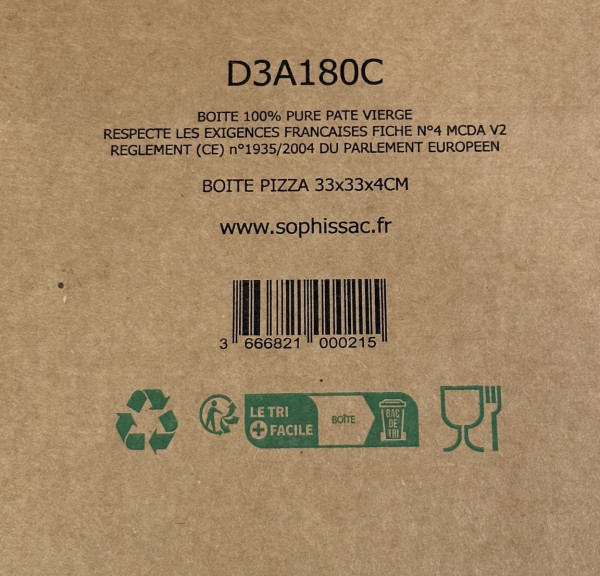 D3A180C
BOITE 100% PURE PATE VIERGE
RESPECTE LES EXIGENCES FRANCAISES FICHE N°4 MCDA V2
REGLEMENT (CE) n°1935/2004 DU PARLEMENT EUROPEEN
BOITE PIZZA 33x33x4CM
www.sophissac.fr
3 666821 000215
LE TRI
+ FACILE
BOÎTE
BAC
DE
TRI